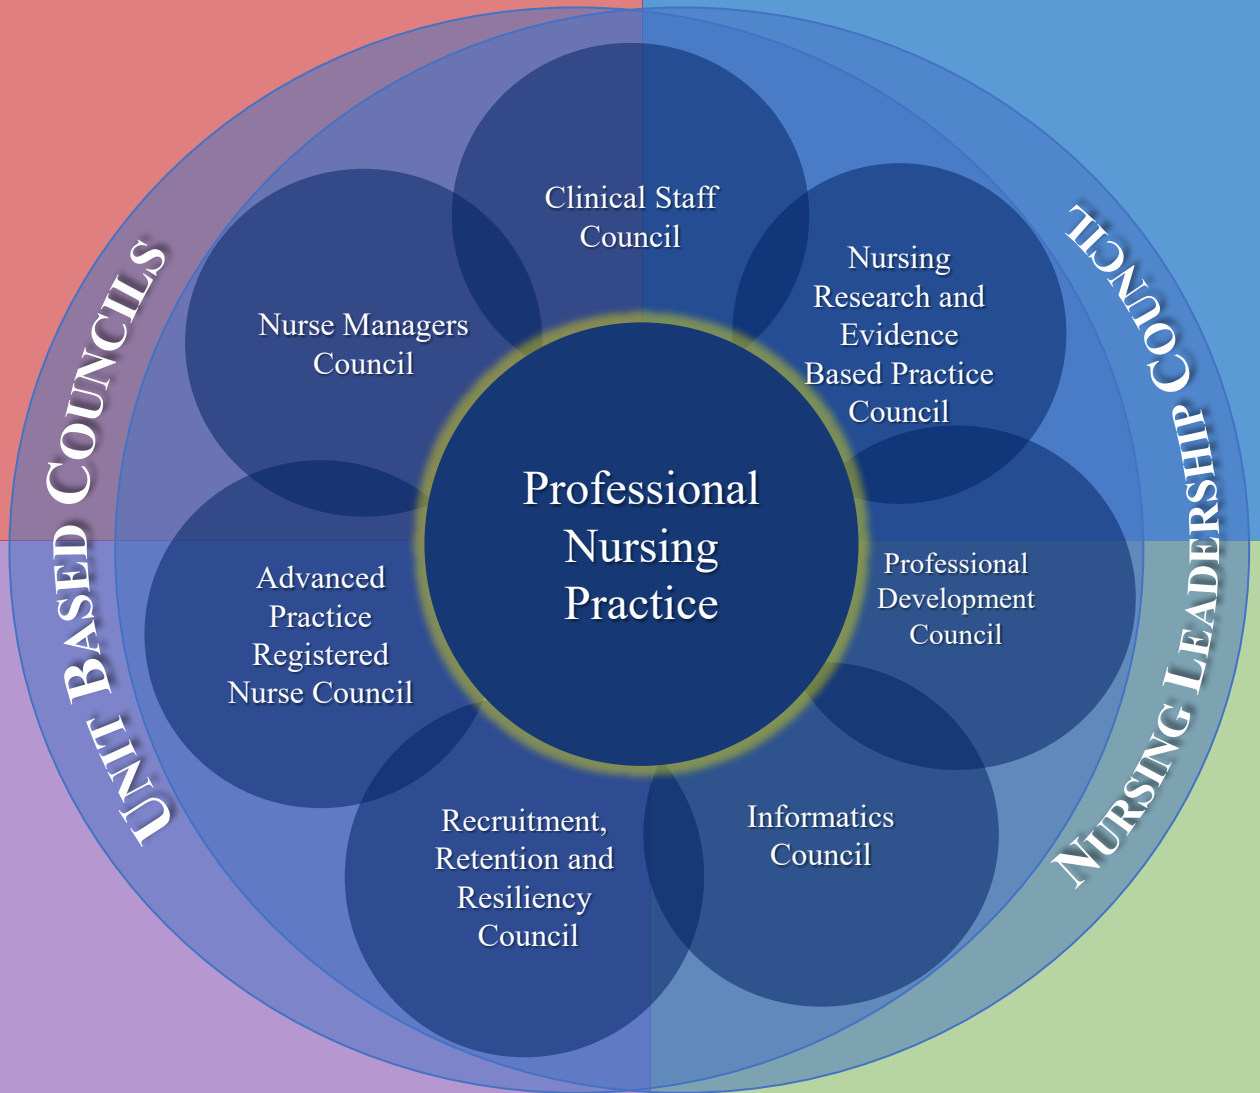 Clinical Staff
Council
Nursing
Research and
Evidence
Based Practice
Council
Professional
Development
Council
Informatics
Council
Recruitment,
Retention and
Resiliency
Council
Advanced
Practice
Registered
Nurse Council
Nurse Managers
Council
Professional
Nursing
Practice
UNIT BASED COUNCILS
NURSING LEADERSHIP COUNCIL